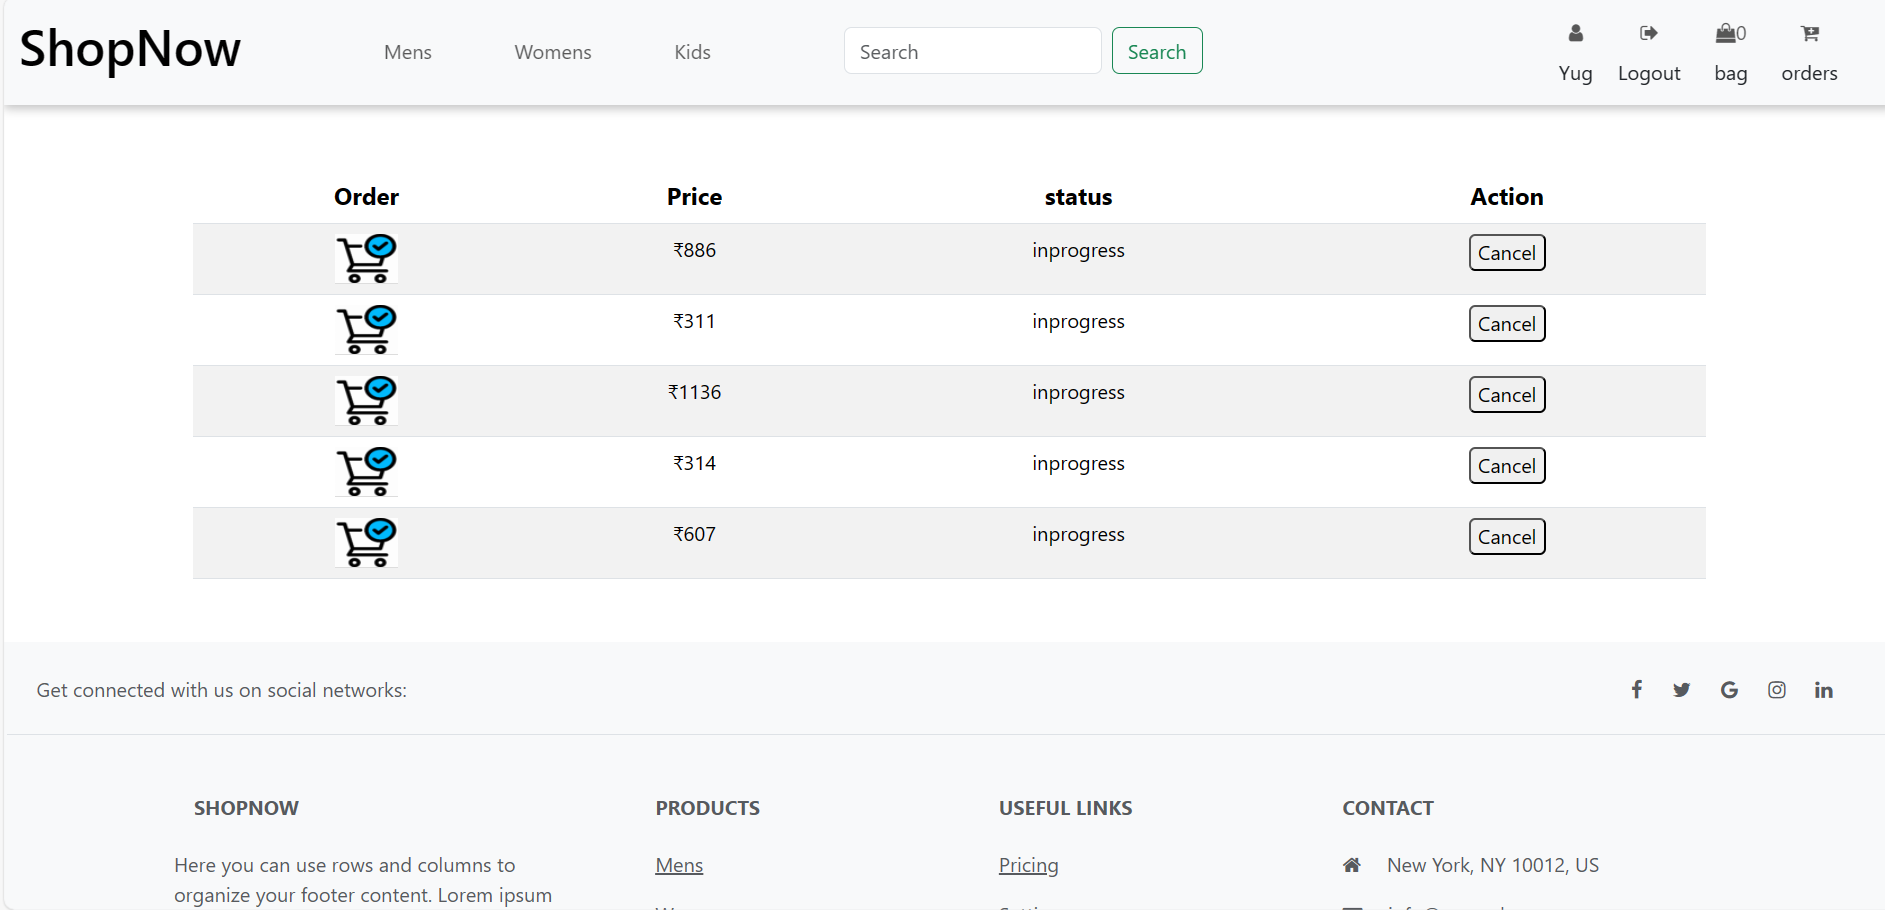 ShopNow
Mens Womens Kids
Search
Search
Yug
Logout
0
bag
orders
Order Price status Action
₹886 inprogress Cancel
₹311 inprogress Cancel
₹1136 inprogress Cancel
₹314 inprogress Cancel
₹607 inprogress Cancel
Get connected with us on social networks:
SHOPNOW
Here you can use rows and columns to
organize your footer content. Lorem ipsum
PRODUCTS
Mens
USEFUL LINKS
Pricing
CONTACT
New York, NY 10012, US